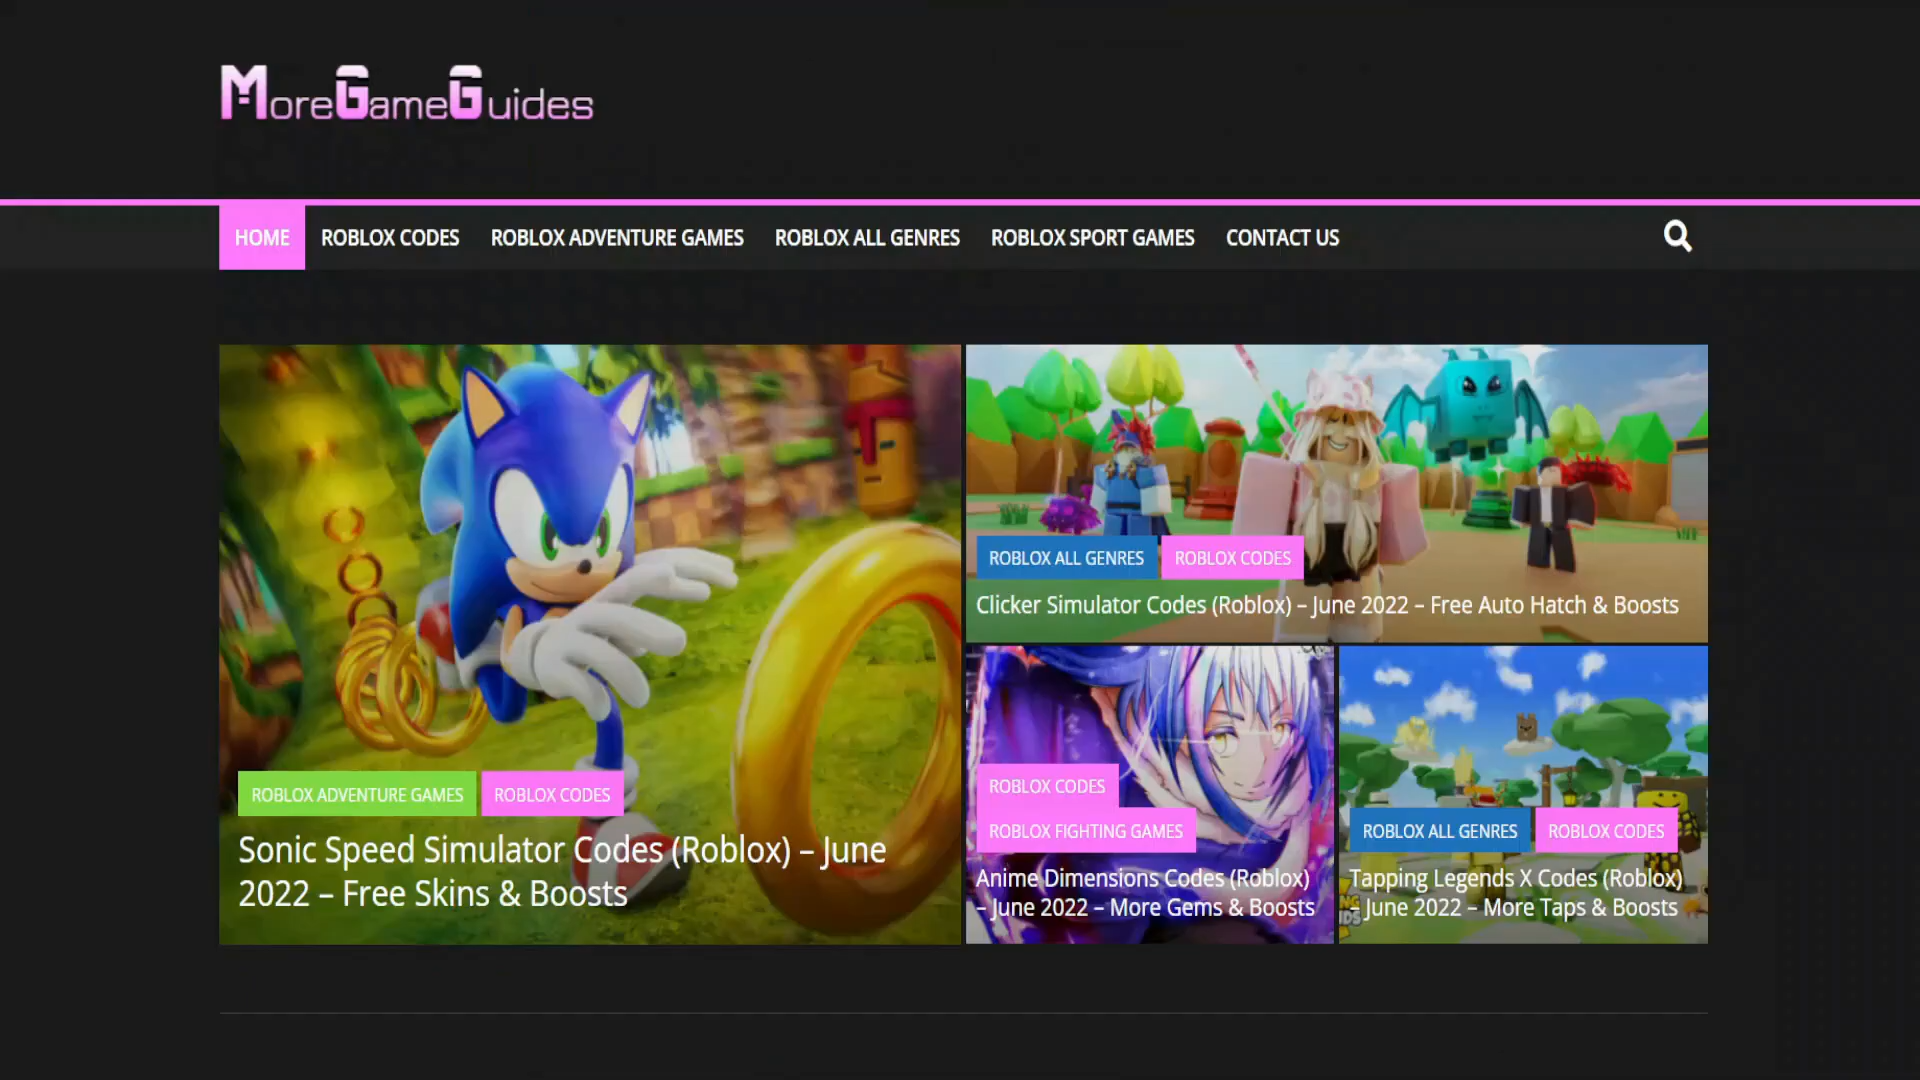 MoreGameGuides
HOME
ROBLOX CODES
ROBLOX ADVENTURE GAMES
ROBLOX ALL GENRES
ROBLOX SPORT GAMES
CONTACT US
ROBLOX ADVENTURE GAMES
ROBLOX CODES
Sonic Speed Simulator Codes (Roblox) – June
2022 – Free Skins & Boosts
ROBLOX ALL GENRES
ROBLOX CODES
Clicker Simulator Codes (Roblox) – June 2022 – Free Auto Hatch & Boosts
ROBLOX CODES
ROBLOX FIGHTING GAMES
Anime Dimensions Codes (Roblox)
– June 2022 – More Gems & Boosts
ROBLOX ALL GENRES
ROBLOX CODES
Tapping Legends X Codes (Roblox)
– June 2022 – More Taps & Boosts